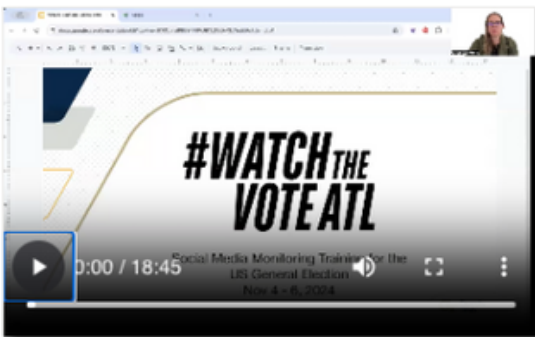 #WATCH THE
VOTE ATL
Social Media Monitoring Training for the
US General Election
Nov 4 - 6, 2024
0:00 / 18:45